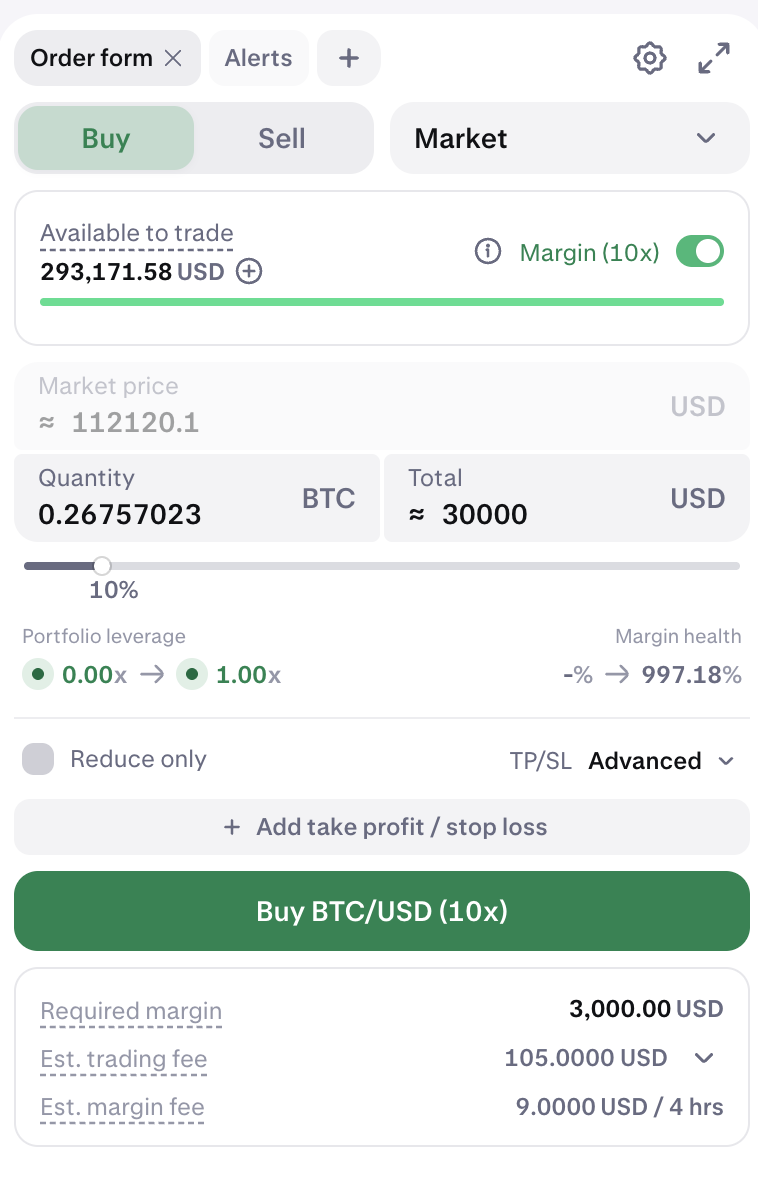 Order form
Alerts
+
Buy
Sell
Market
Available to trade
293,171.58 USD
Margin (10x)
Market price
≈ 112120.1
USD
Quantity
0.26757023
BTC
Total
≈ 30000
USD
10%
Portfolio leverage
0.00x → 1.00x
Margin health
-% → 997.18%
Reduce only
TP/SL Advanced
+ Add take profit / stop loss
Buy BTC/USD (10x)
Required margin 3,000.00 USD
Est. trading fee 105.0000 USD
Est. margin fee 9.0000 USD / 4 hrs